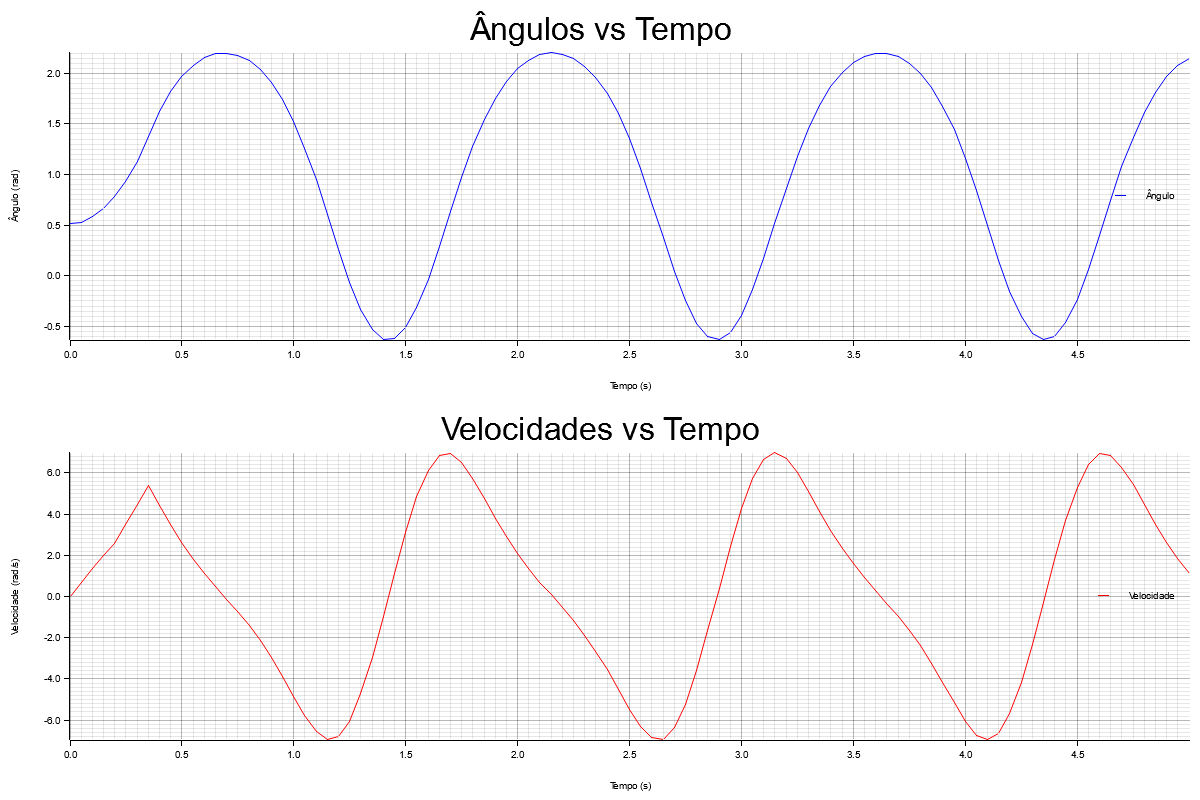 Ângulos vs Tempo
2.0
1.5
1.0
0.5
0.0
-0.5
Ângulo (rad)
Ângulo
0.0 0.5 1.0 1.5 2.0 2.5 3.0 3.5 4.0 4.5
Tempo (s)
Velocidades vs Tempo
6.0
4.0
2.0
0.0
-2.0
-4.0
-6.0
Velocidade (rad/s)
Velocidade
0.0 0.5 1.0 1.5 2.0 2.5 3.0 3.5 4.0 4.5
Tempo (s)